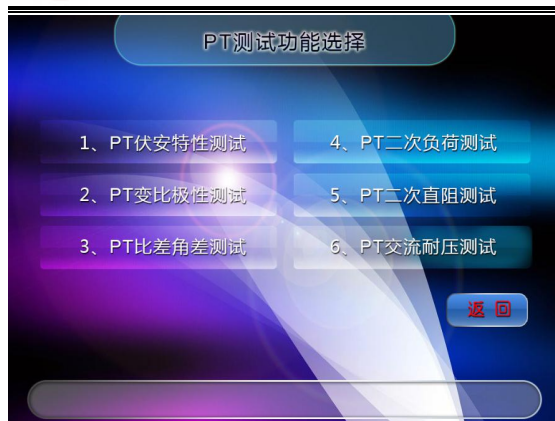 PT测试功能选择
1、PT伏安特性测试
2、PT变比极性测试
3、PT比差角差测试
4、PT二次负荷测试
5、PT二次直阻测试
6、PT交流耐压测试
返 回